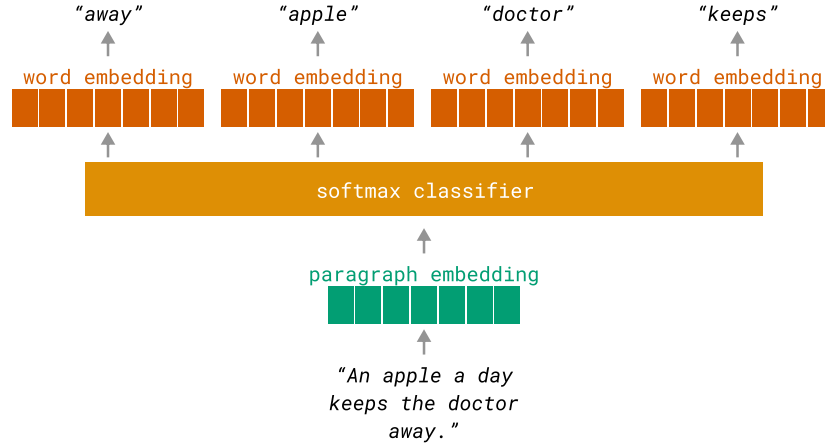 “away” “apple” “doctor” “keeps”
word embedding word embedding word embedding word embedding
softmax classifier
paragraph embedding
“An apple a day
keeps the doctor
away.”